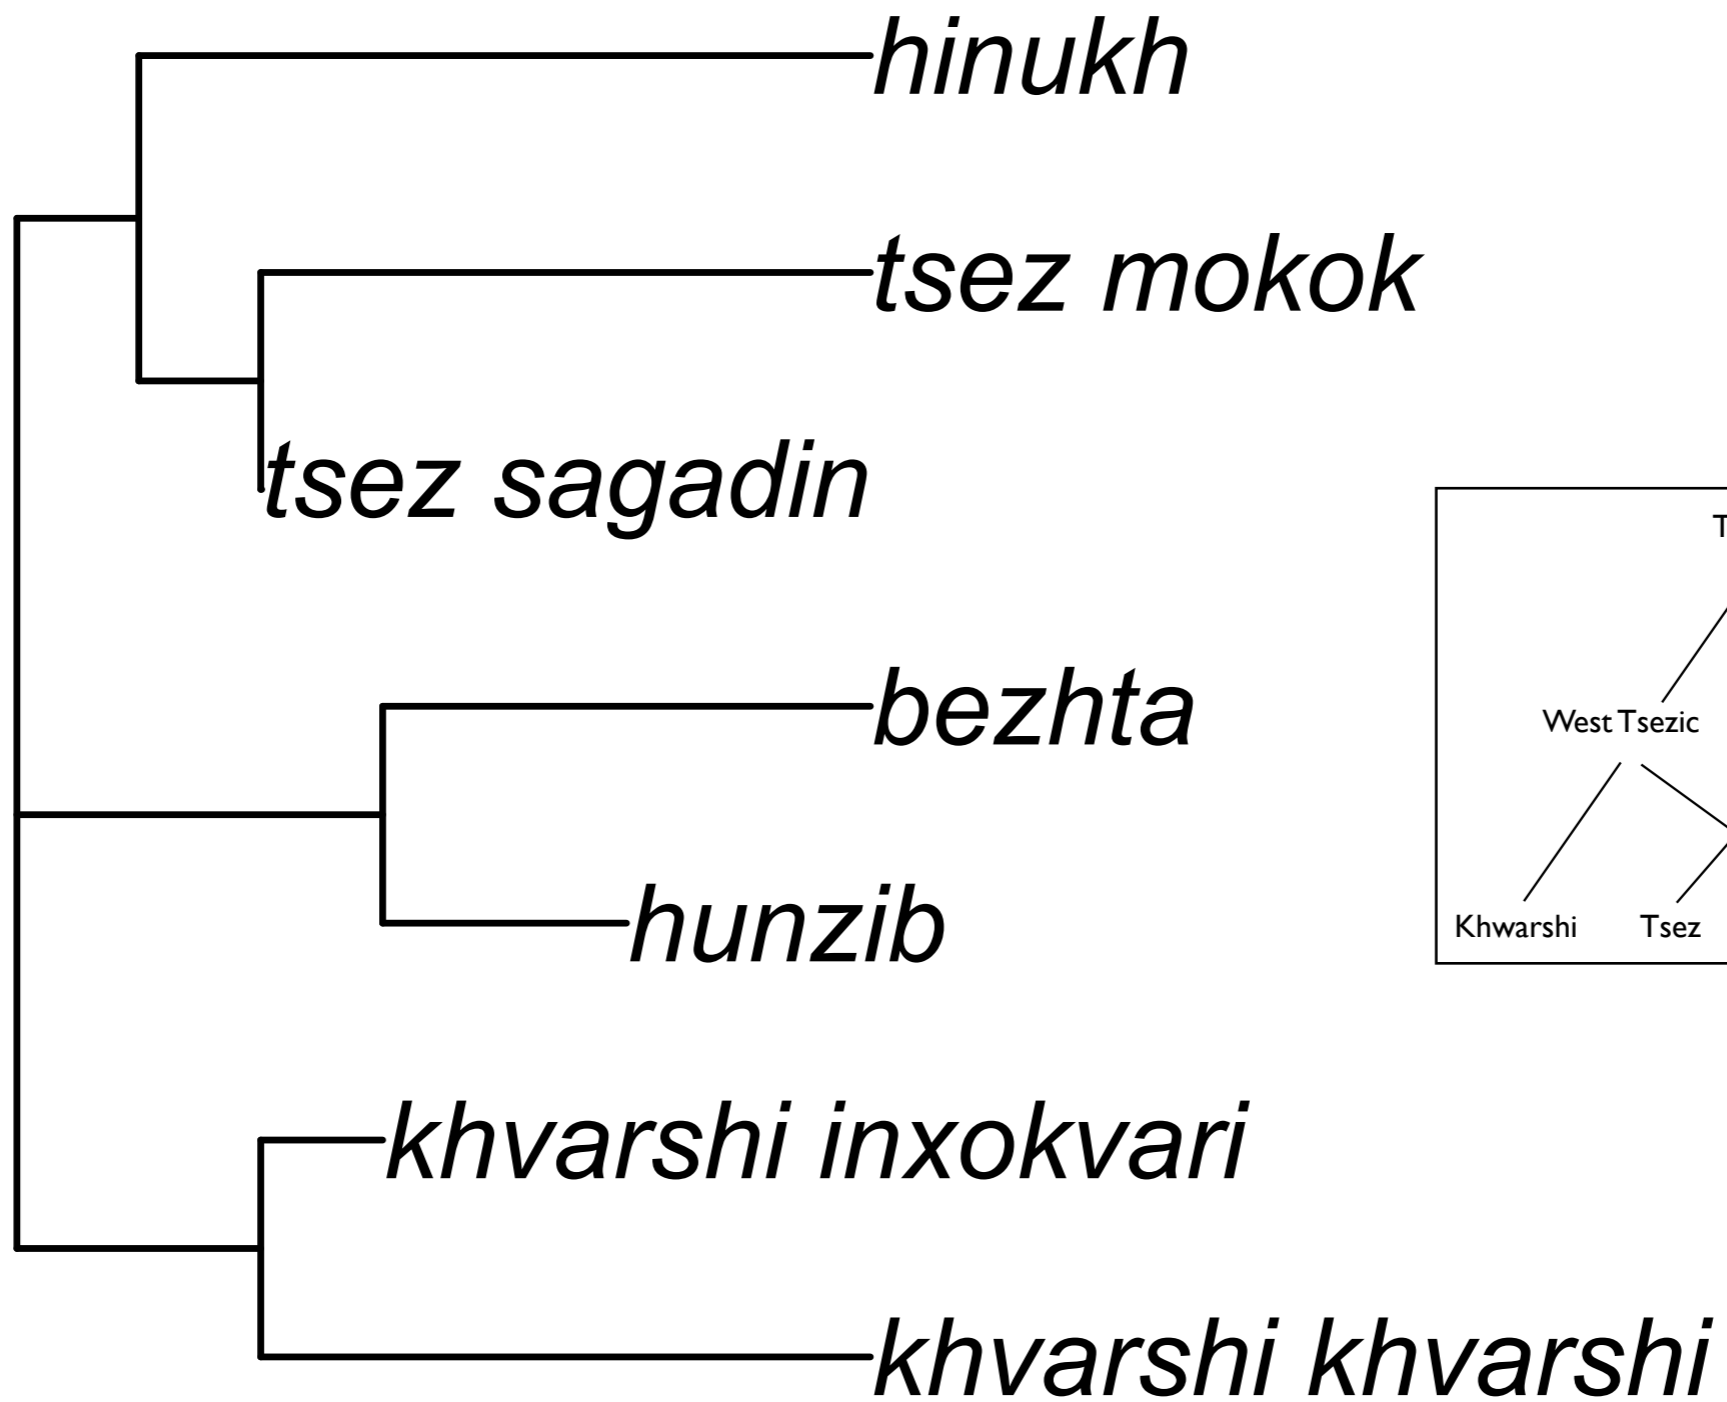 hinukh
tsez mokok
tsez sagadin
bezhta
hunzib
khvarshi inxokvari
khvarshi khvarshi
T
West Tsezic
Khwarshi
Tsez